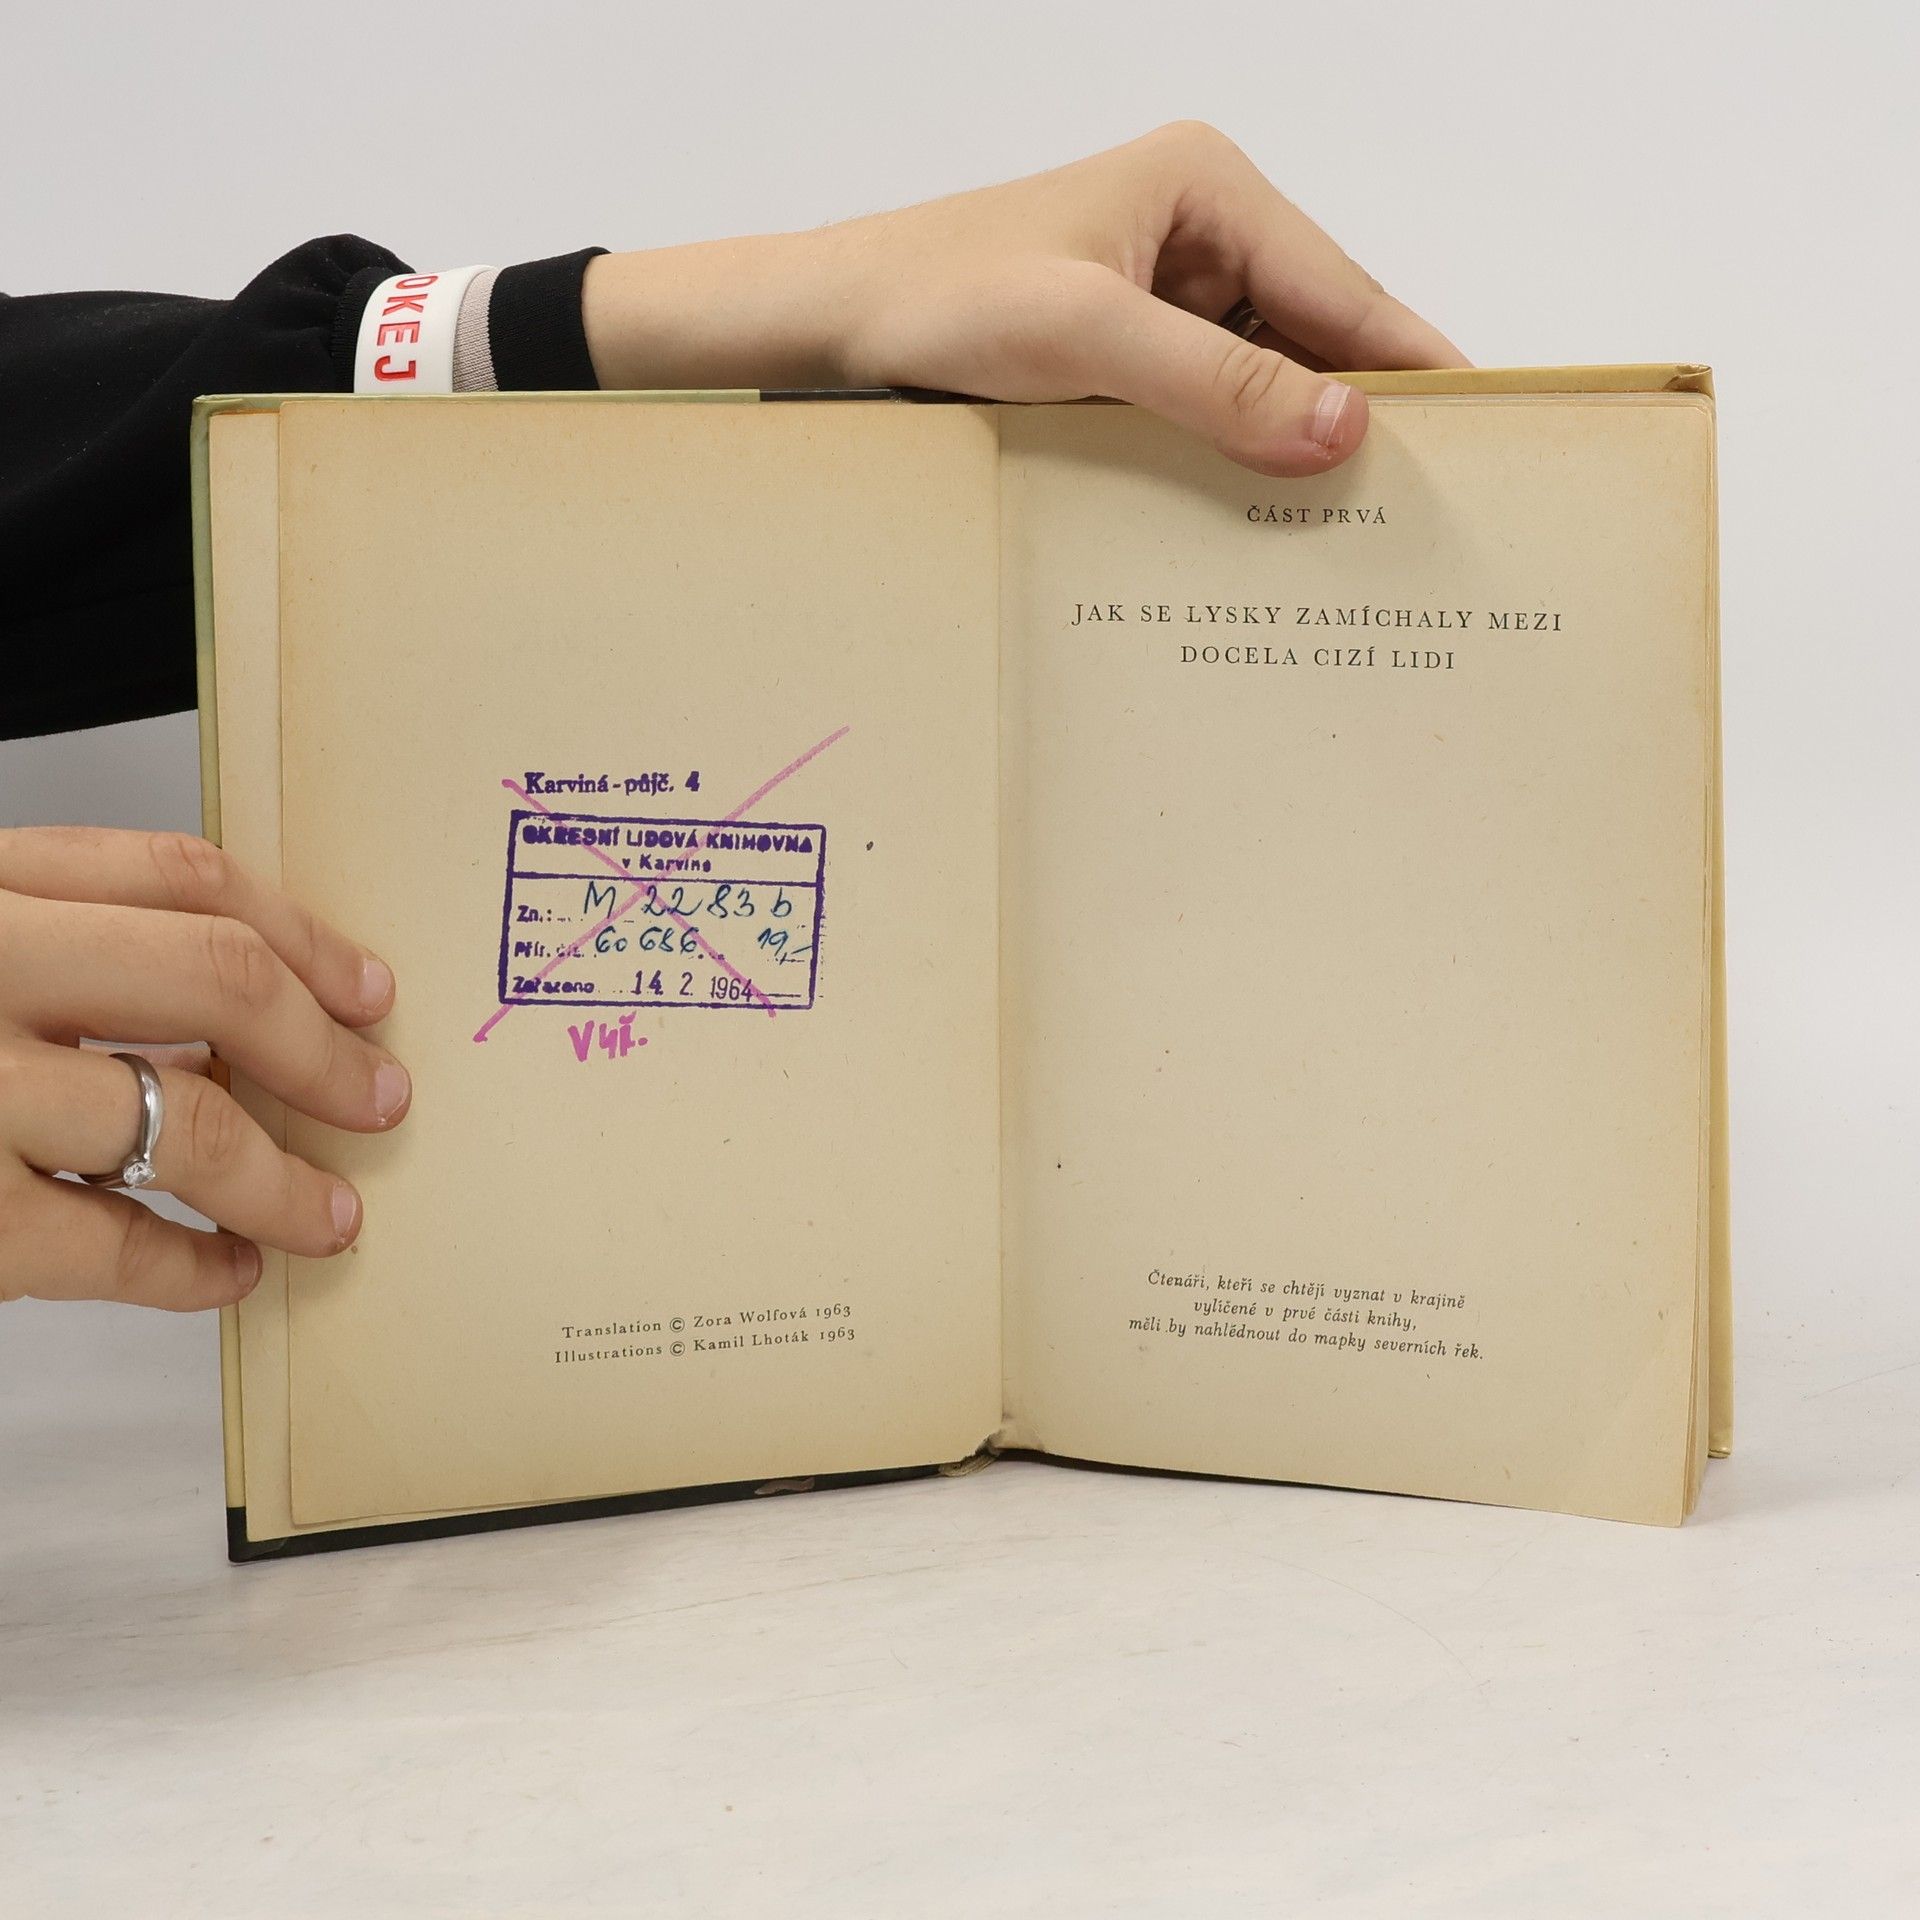 OKEJ
Karviná - půjč. 4
OKRESNÍ LIDOVÁ KNIHOVNA
v Karvině
Zn.: M 2283 b
Přír. čís. 60 686 19,-
Zařazeno 14 2 1964
Vyř.
Translation © Zora Wolfová 1963
Illustrations © Kamil Lhoták 1963
ČÁST PRVÁ
JAK SE LYSKY ZAMÍCHALY MEZI
DOCELA CIZÍ LIDI
Čtenáři, kteří se chtějí vyznat v krajině
vylíčené v prvé části knihy,
měli by nahlédnout do mapky severních řek.